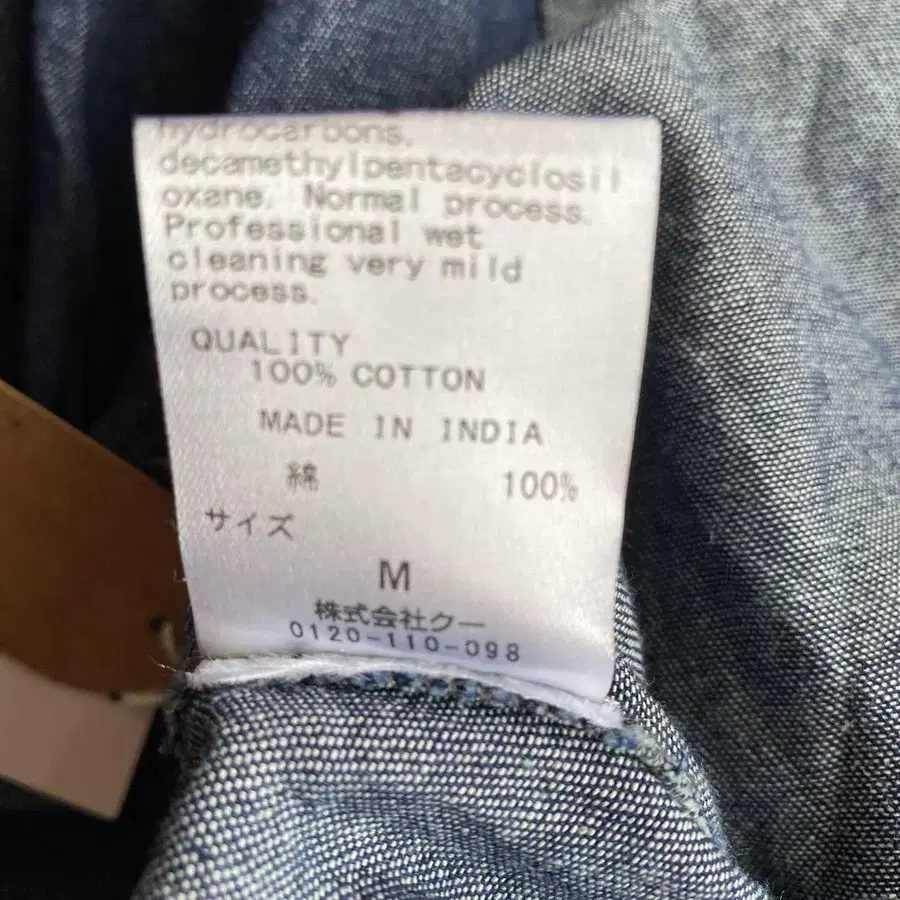 hydrocarbons.
decamethylpentacyclosil
oxane. Normal process.
Professional wet
cleaning very mild
process.
QUALITY
100% COTTON
MADE IN INDIA
綿 100%
サイズ
M
株式会社クー
0120-110-098